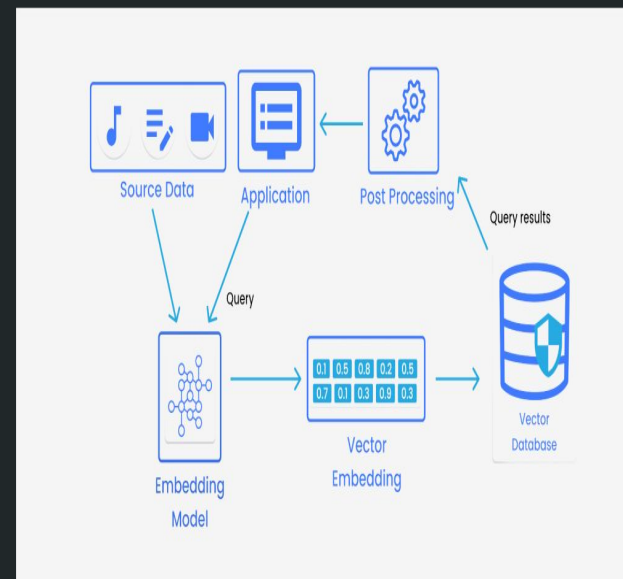 Source Data
Application
Post Processing
Query results
Query
0.1 0.5 0.8 0.2 0.5
0.7 0.1 0.3 0.9 0.3
Vector
Database
Vector
Embedding
Embedding
Model